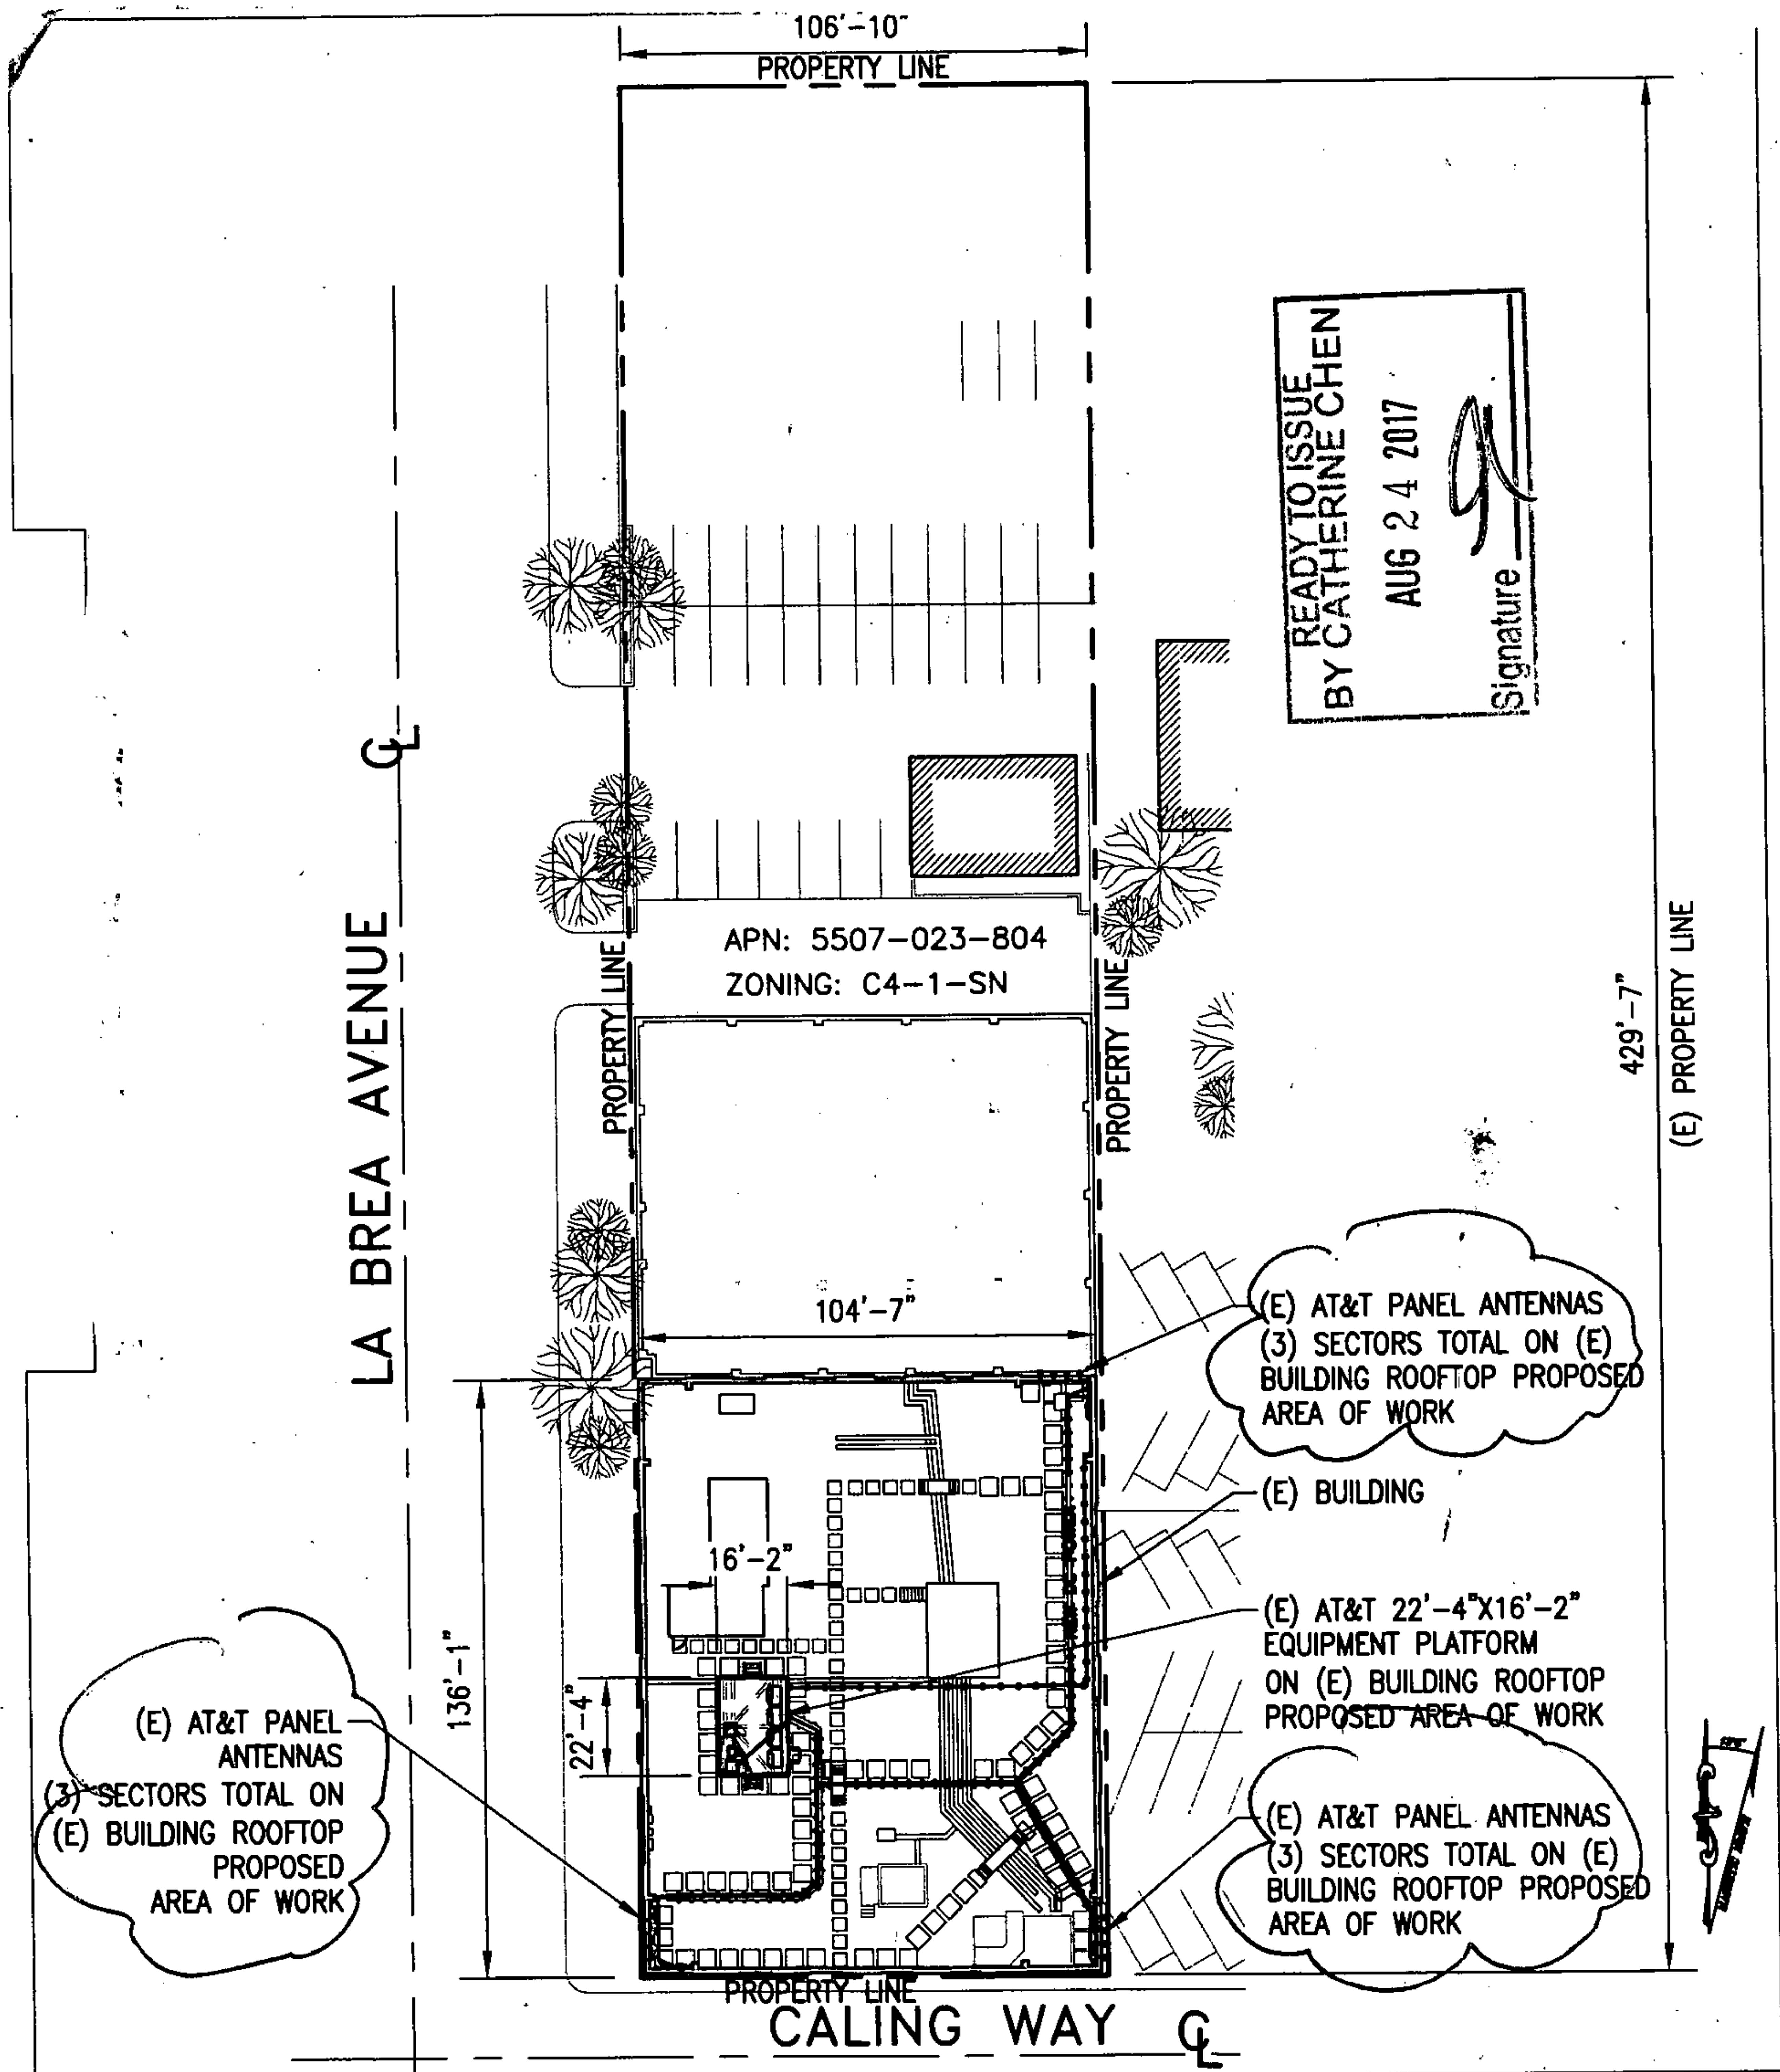 106'-10"
PROPERTY LINE
READY TO ISSUE
BY CATHERINE CHEN
AUG 24 2017
Signature
LA BREA AVENUE
CL
APN: 5507-023-804
ZONING: C4-1-SN
PROPERTY LINE
PROPERTY LINE
429'-7"
(E) PROPERTY LINE
104'-7"
(E) AT&T PANEL ANTENNAS
(3) SECTORS TOTAL ON (E)
BUILDING ROOFTOP PROPOSED
AREA OF WORK
(E) BUILDING
16'-2"
136'-1"
22'-4"
(E) AT&T 22'-4"X16'-2"
EQUIPMENT PLATFORM
ON (E) BUILDING ROOFTOP
PROPOSED AREA OF WORK
(E) AT&T PANEL
ANTENNAS
(3) SECTORS TOTAL ON
(E) BUILDING ROOFTOP
PROPOSED
AREA OF WORK
(E) AT&T PANEL ANTENNAS
(3) SECTORS TOTAL ON (E)
BUILDING ROOFTOP PROPOSED
AREA OF WORK
PROPERTY LINE
CALING WAY CL